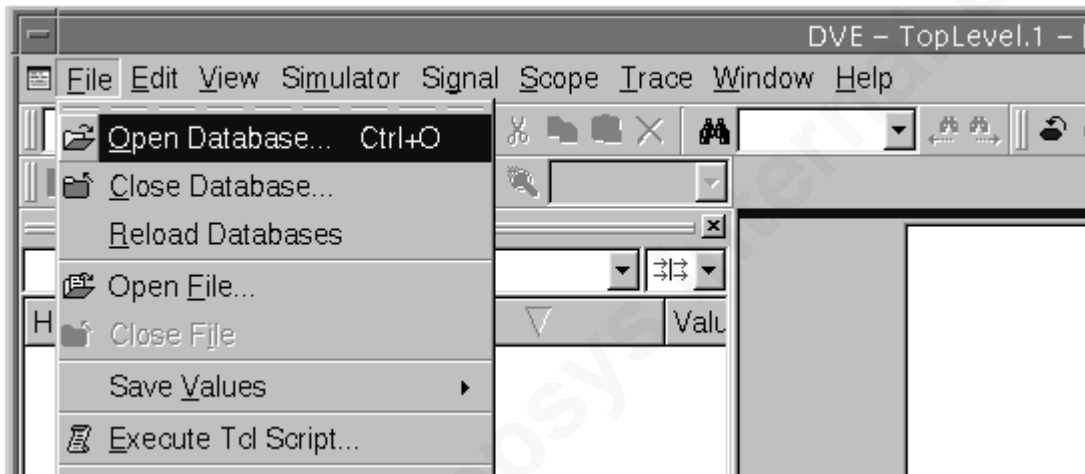 DVE – TopLevel.1 –
File Edit View Simulator Signal Scope Trace Window Help
Open Database... Ctrl+O
Close Database...
Reload Databases
Open File...
Close File
Valu
Save Values
Execute Tcl Script...